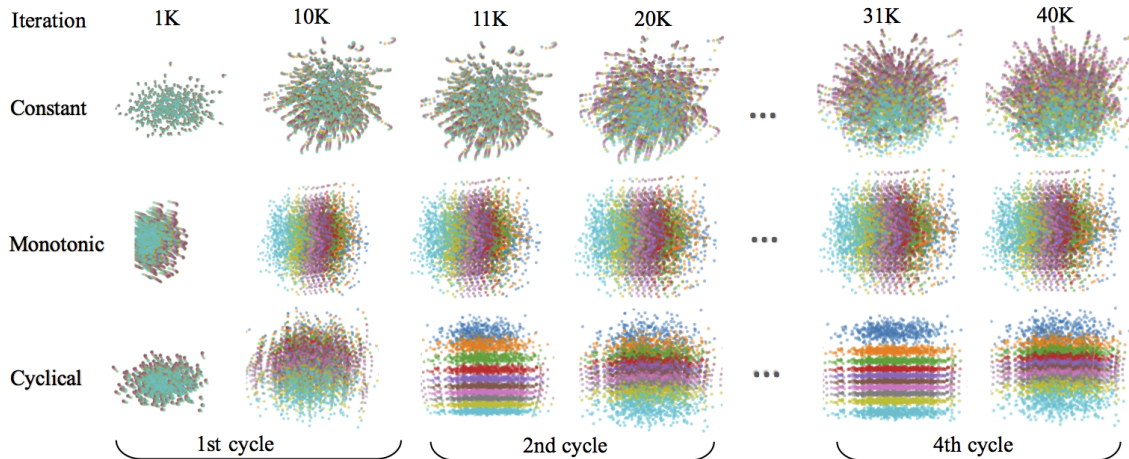 Iteration 1K 10K 11K 20K 31K 40K
Constant ...
Monotonic ...
Cyclical ...
1st cycle 2nd cycle 4th cycle